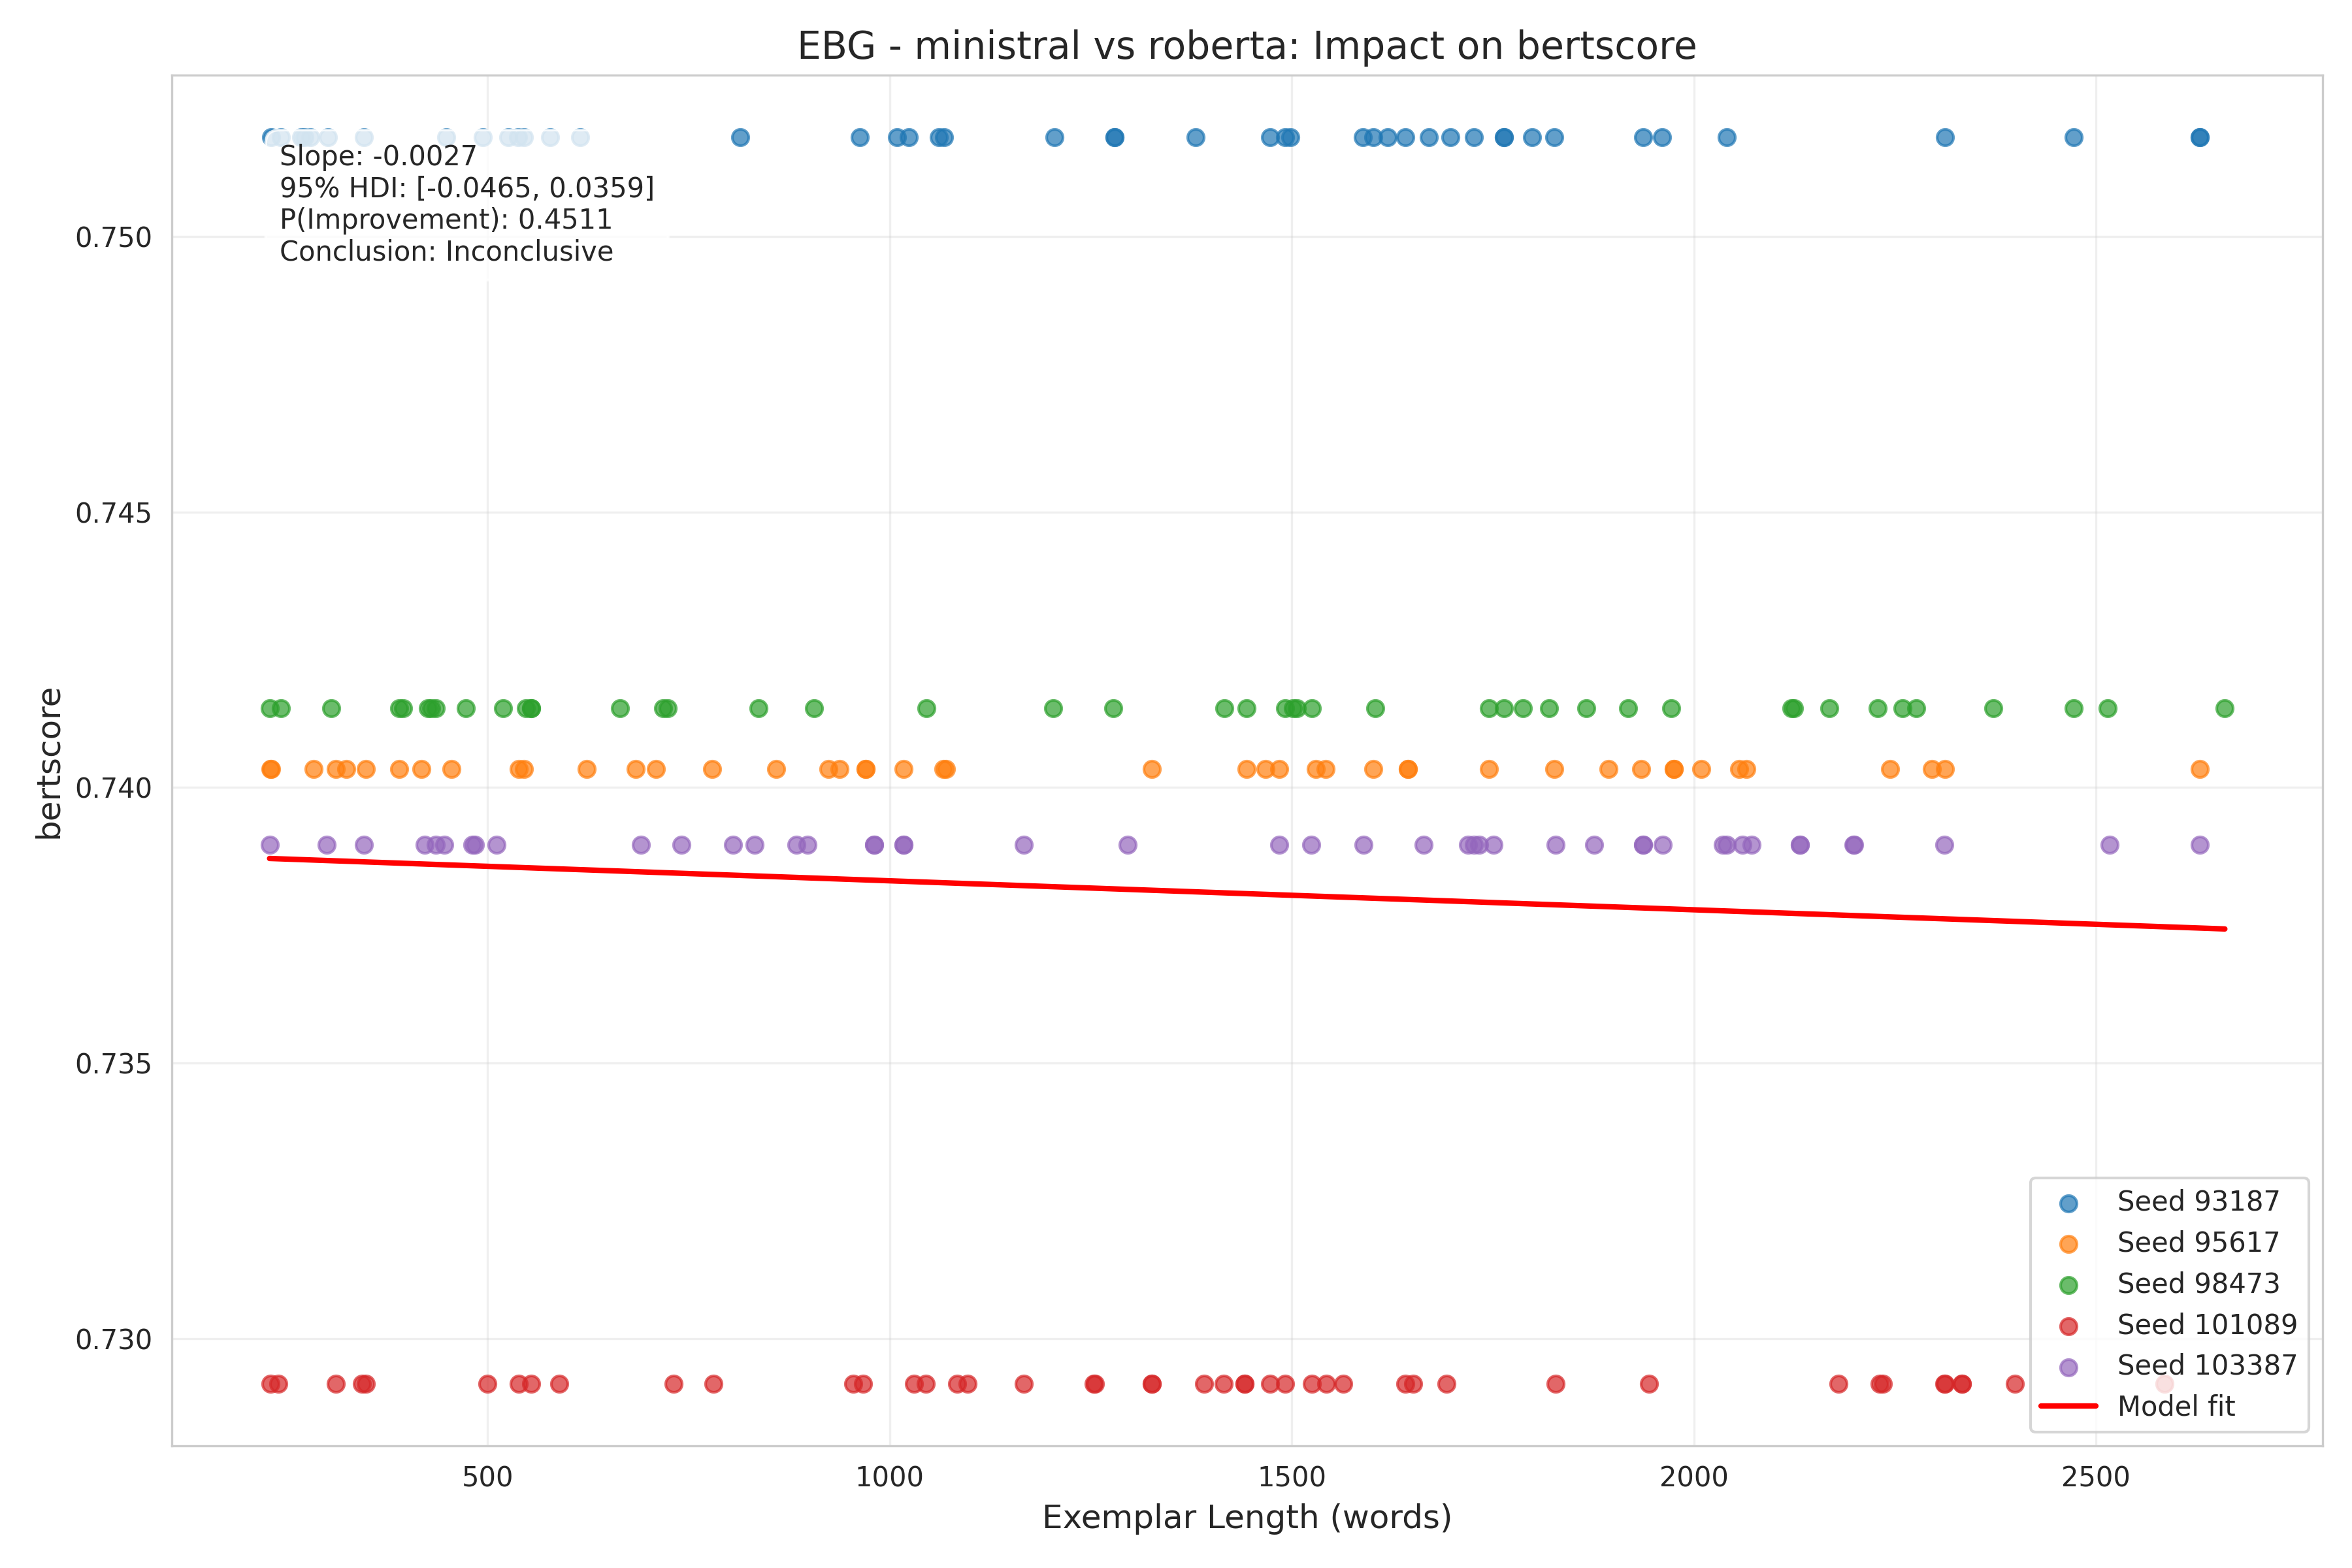 EBG - ministral vs roberta: Impact on bertscore
Slope: -0.0027
95% HDI: [-0.0465, 0.0359]
P(Improvement): 0.4511
Conclusion: Inconclusive
0.750
0.745
0.740
0.735
0.730
bertscore
Seed 93187
Seed 95617
Seed 98473
Seed 101089
Seed 103387
Model fit
500 1000 1500 2000 2500
Exemplar Length (words)